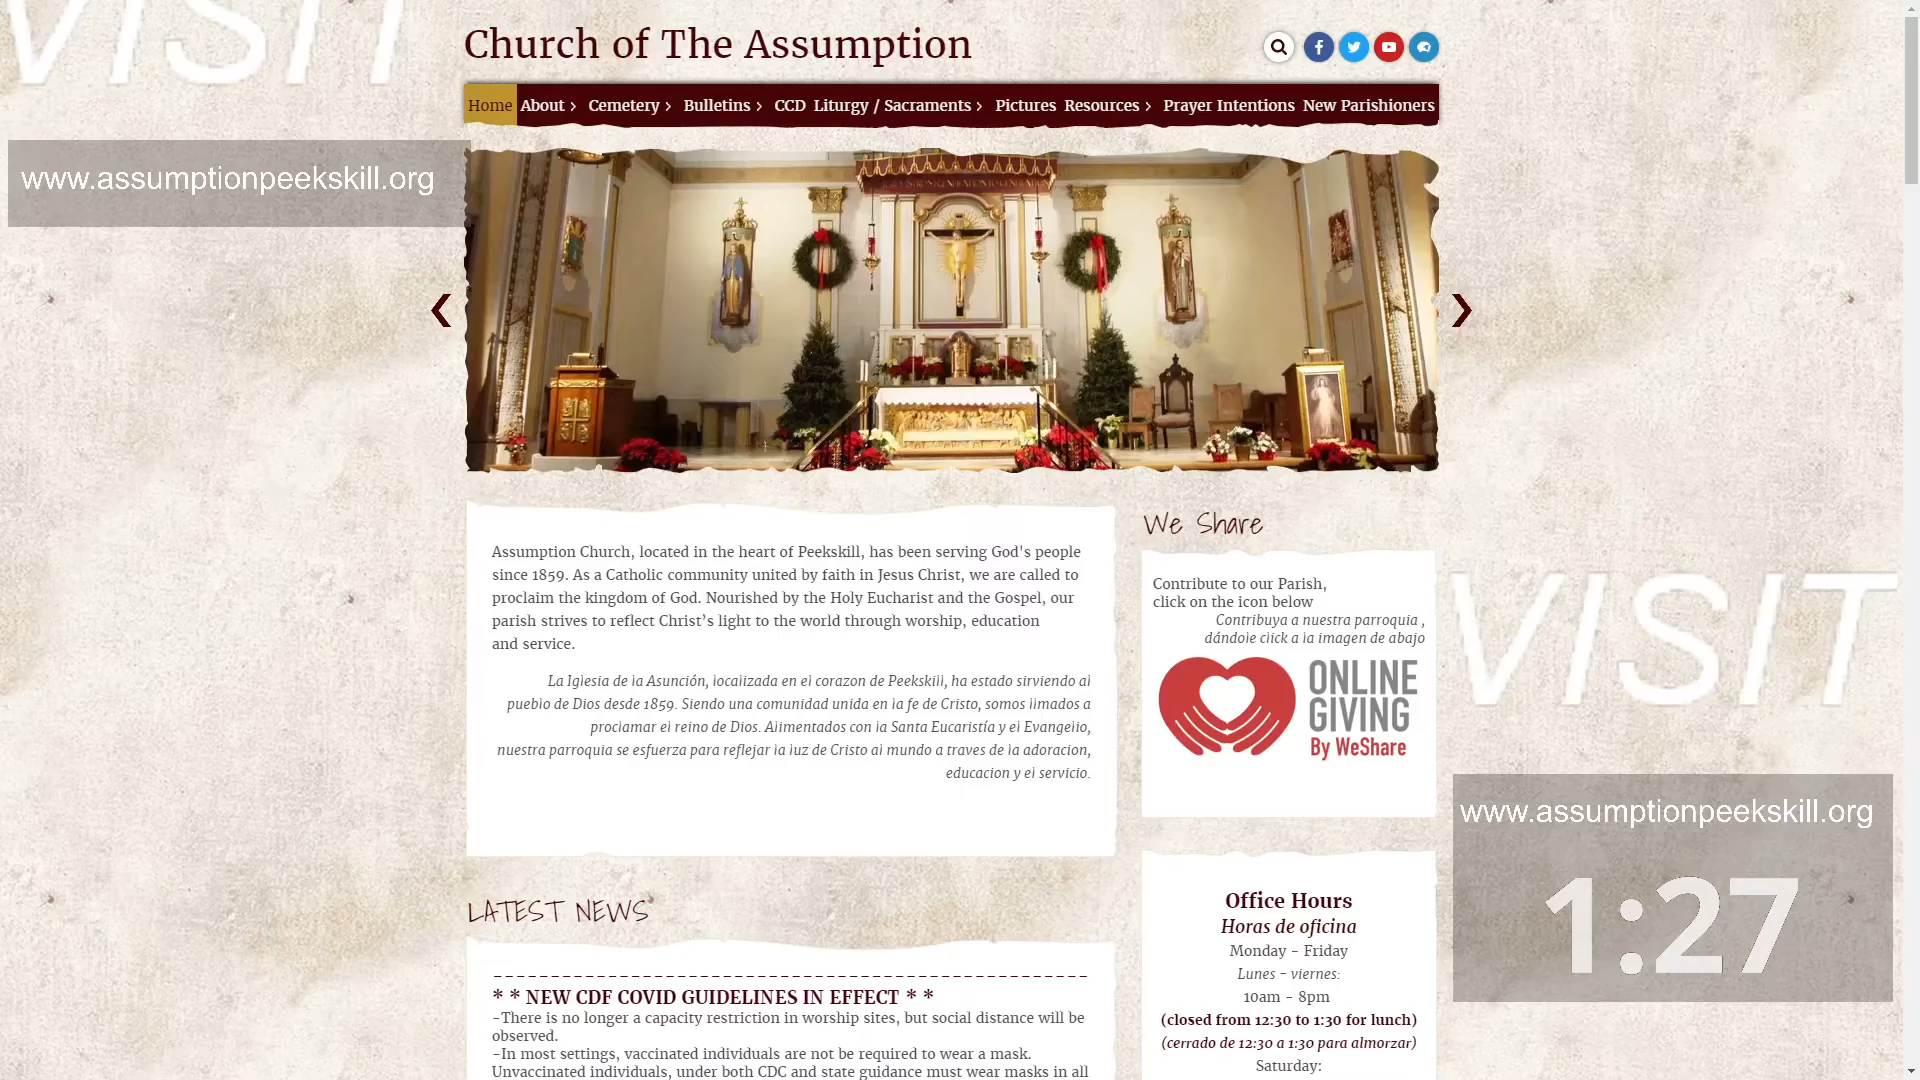 VISIT
Church of The Assumption
Home About Cemetery Bulletins CCD Liturgy / Sacraments Pictures Resources Prayer Intentions New Parishioners
www.assumptionpeekskill.org
Assumption Church, located in the heart of Peekskill, has been serving God's people
since 1859. As a Catholic community united by faith in Jesus Christ, we are called to
proclaim the kingdom of God. Nourished by the Holy Eucharist and the Gospel, our
parish strives to reflect Christ’s light to the world through worship, education
and service.
La Iglesia de la Asunción, localizada en el corazon de Peekskill, ha estado sirviendo al
pueblo de Dios desde 1859. Siendo una comunidad unida en la fe de Cristo, somos llmados a
proclamar el reino de Dios. Alimentados con la Santa Eucaristía y el Evangelio,
nuestra parroquia se esfuerza para reflejar la luz de Cristo al mundo a traves de la adoracion,
educacion y el servicio.
LATEST NEWS
* * NEW CDF COVID GUIDELINES IN EFFECT * *
-There is no longer a capacity restriction in worship sites, but social distance will be
observed.
-In most settings, vaccinated individuals are not be required to wear a mask.
Unvaccinated individuals, under both CDC and state guidance must wear masks in all
We Share
Contribute to our Parish,
click on the icon below
Contribuya a nuestra parroquia ,
dándole click a la imagen de abajo
ONLINE
GIVING
By WeShare
Office Hours
Horas de oficina
Monday - Friday
Lunes - viernes:
10am - 8pm
(closed from 12:30 to 1:30 for lunch)
(cerrado de 12:30 a 1:30 para almorzar)
Saturday:
VISIT
www.assumptionpeekskill.org
1:27